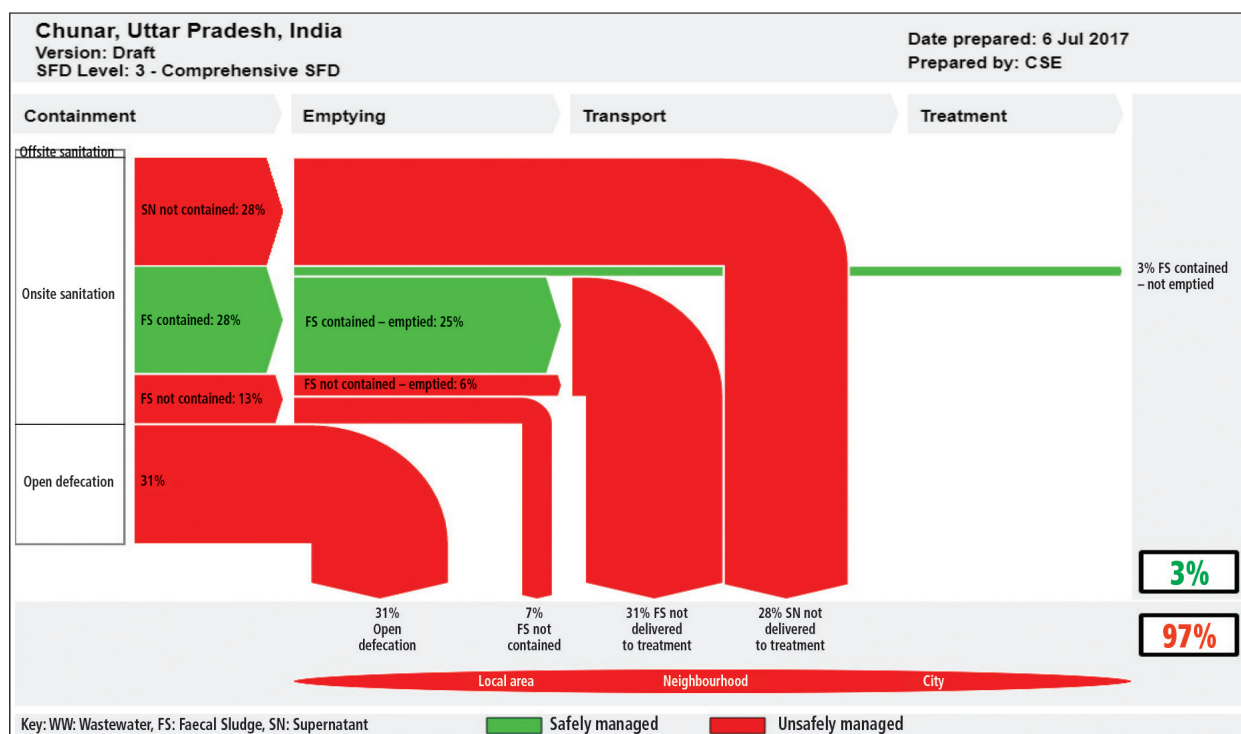 Chunar, Uttar Pradesh, India
Version: Draft
SFD Level: 3 - Comprehensive SFD
Date prepared: 6 Jul 2017
Prepared by: CSE
Containment
Emptying
Transport
Treatment
Offsite sanitation
SN not contained: 28%
3% FS contained
– not emptied
Onsite sanitation
FS contained: 28%
FS contained – emptied: 25%
FS not contained – emptied: 6%
FS not contained: 13%
Open defecation
31%
3%
31%
Open
defecation
7%
FS not
contained
31% FS not
delivered
to treatment
28% SN not
delivered
to treatment
97%
Local area
Neighbourhood
City
Key: WW: Wastewater, FS: Faecal Sludge, SN: Supernatant
Safely managed
Unsafely managed